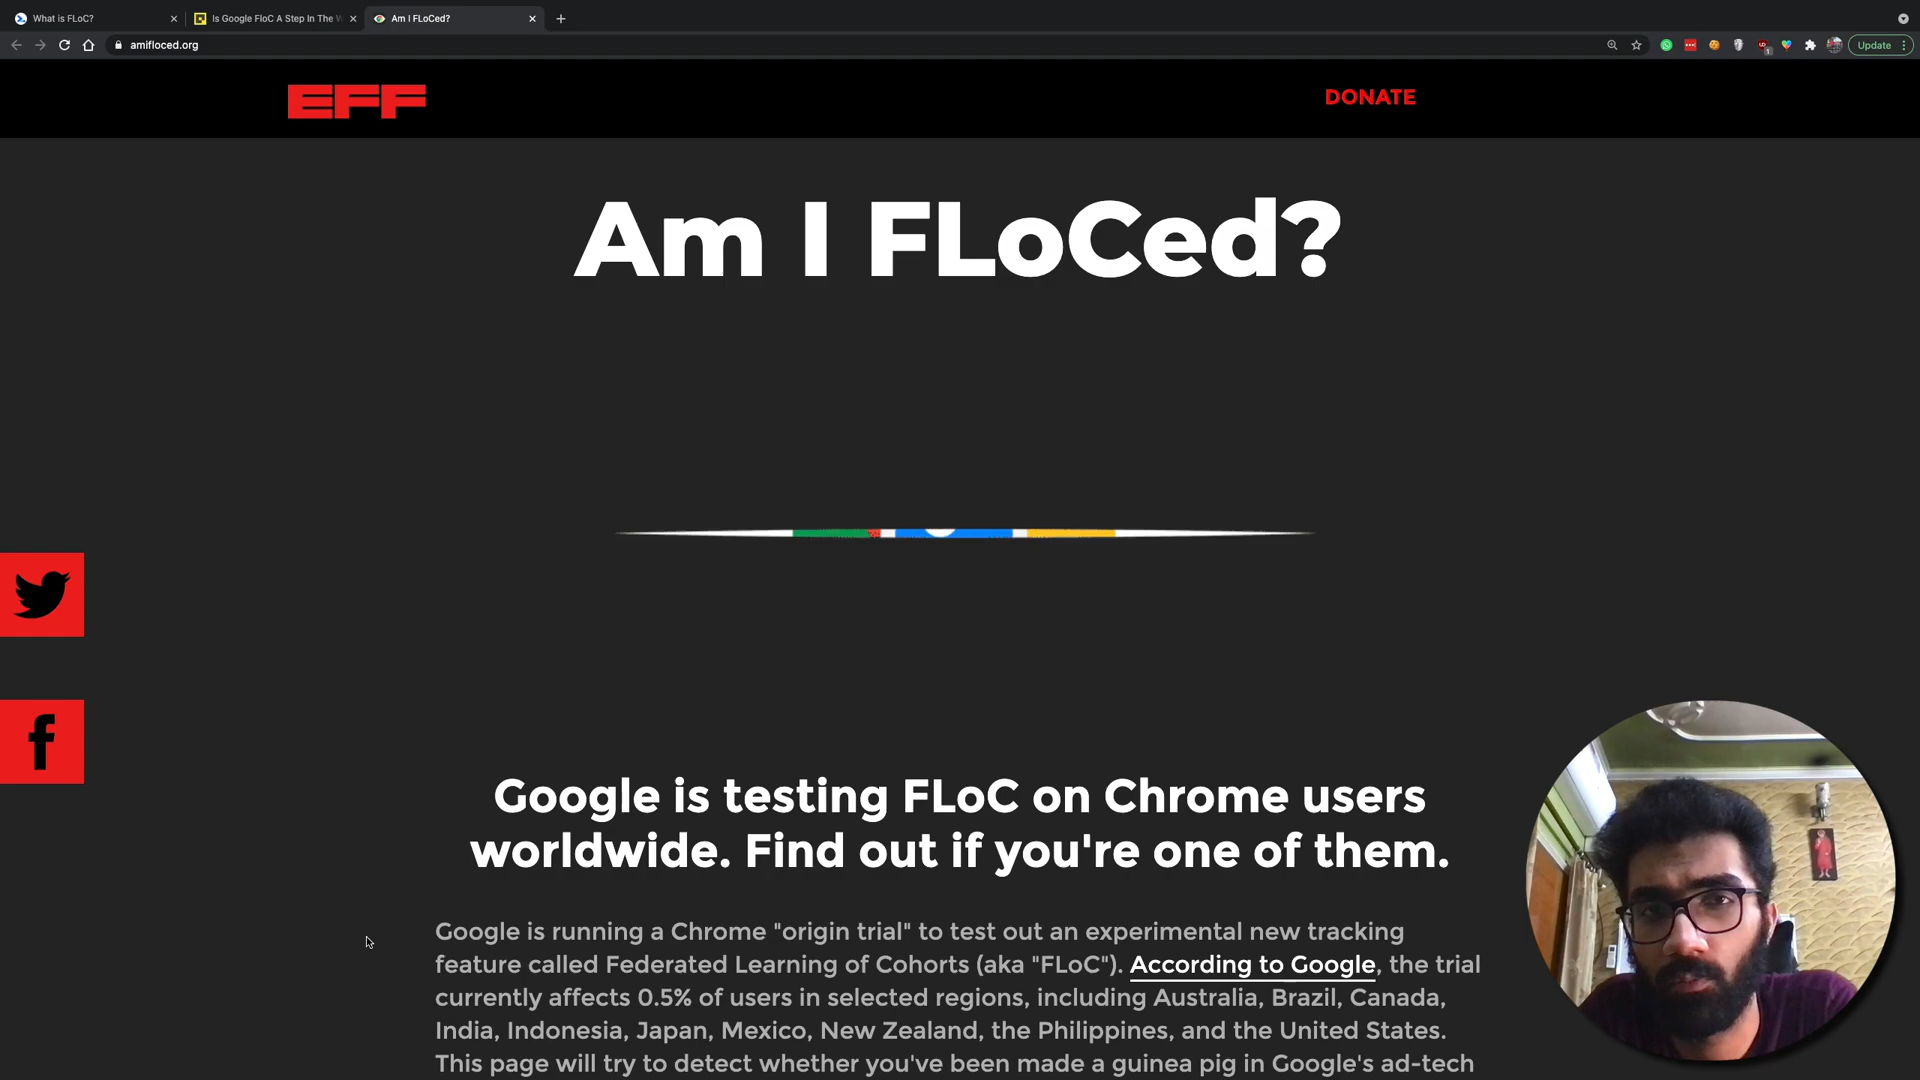 What is FLoC?
Is Google FloC A Step In The W
Am I FLoCed?
amifloced.org
Update
EFF
DONATE
Am I FLoCed?
Google is testing FLoC on Chrome users
worldwide. Find out if you're one of them.
Google is running a Chrome "origin trial" to test out an experimental new tracking
feature called Federated Learning of Cohorts (aka "FLoC"). According to Google, the trial
currently affects 0.5% of users in selected regions, including Australia, Brazil, Canada,
India, Indonesia, Japan, Mexico, New Zealand, the Philippines, and the United States.
This page will try to detect whether you've been made a guinea pig in Google's ad-tech